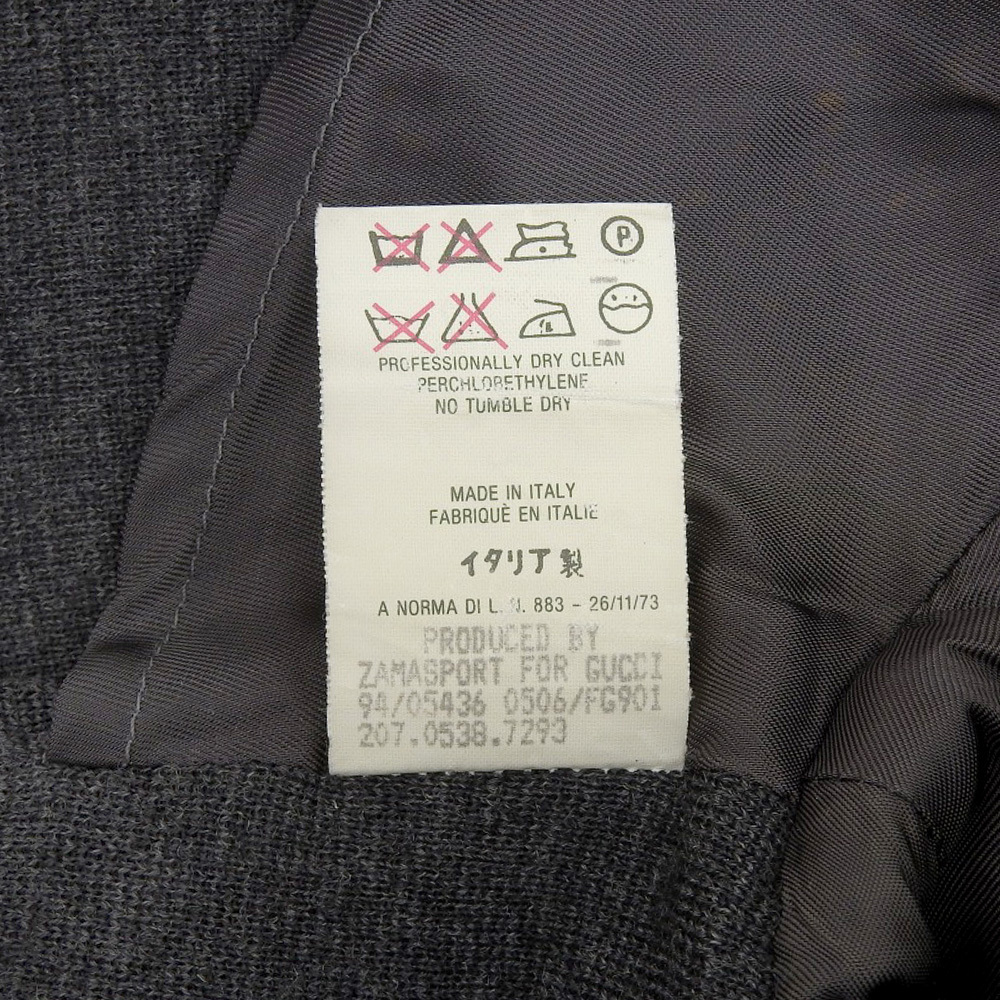 P
PROFESSIONALLY DRY CLEAN
PERCHLORETHYLENE
NO TUMBLE DRY
MADE IN ITALY
FABRIQUÈ EN ITALIE
イタリア製
A NORMA DI L. N. 883 - 26/11/73
PRODUCED BY
ZAMASPORT FOR GUCCI
94/05436 0506/FG901
207.0538.7293